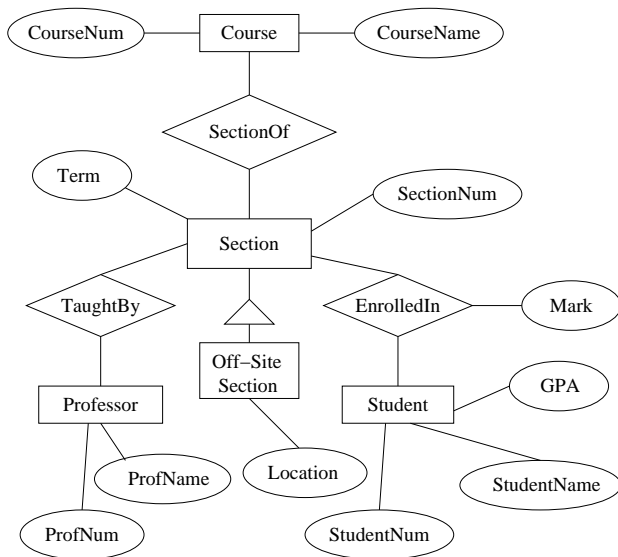 CourseNum
Course
CourseName
SectionOf
Term
SectionNum
Section
TaughtBy
EnrolledIn
Mark
Off−Site
Section
Professor
Student
GPA
ProfName
Location
StudentName
ProfNum
StudentNum